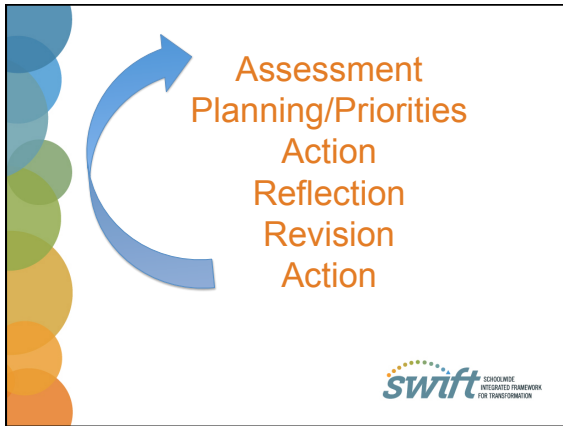 Assessment
Planning/Priorities
Action
Reflection
Revision
Action
swift
SCHOOLWIDE
INTEGRATED FRAMEWORK
FOR TRANSFORMATION